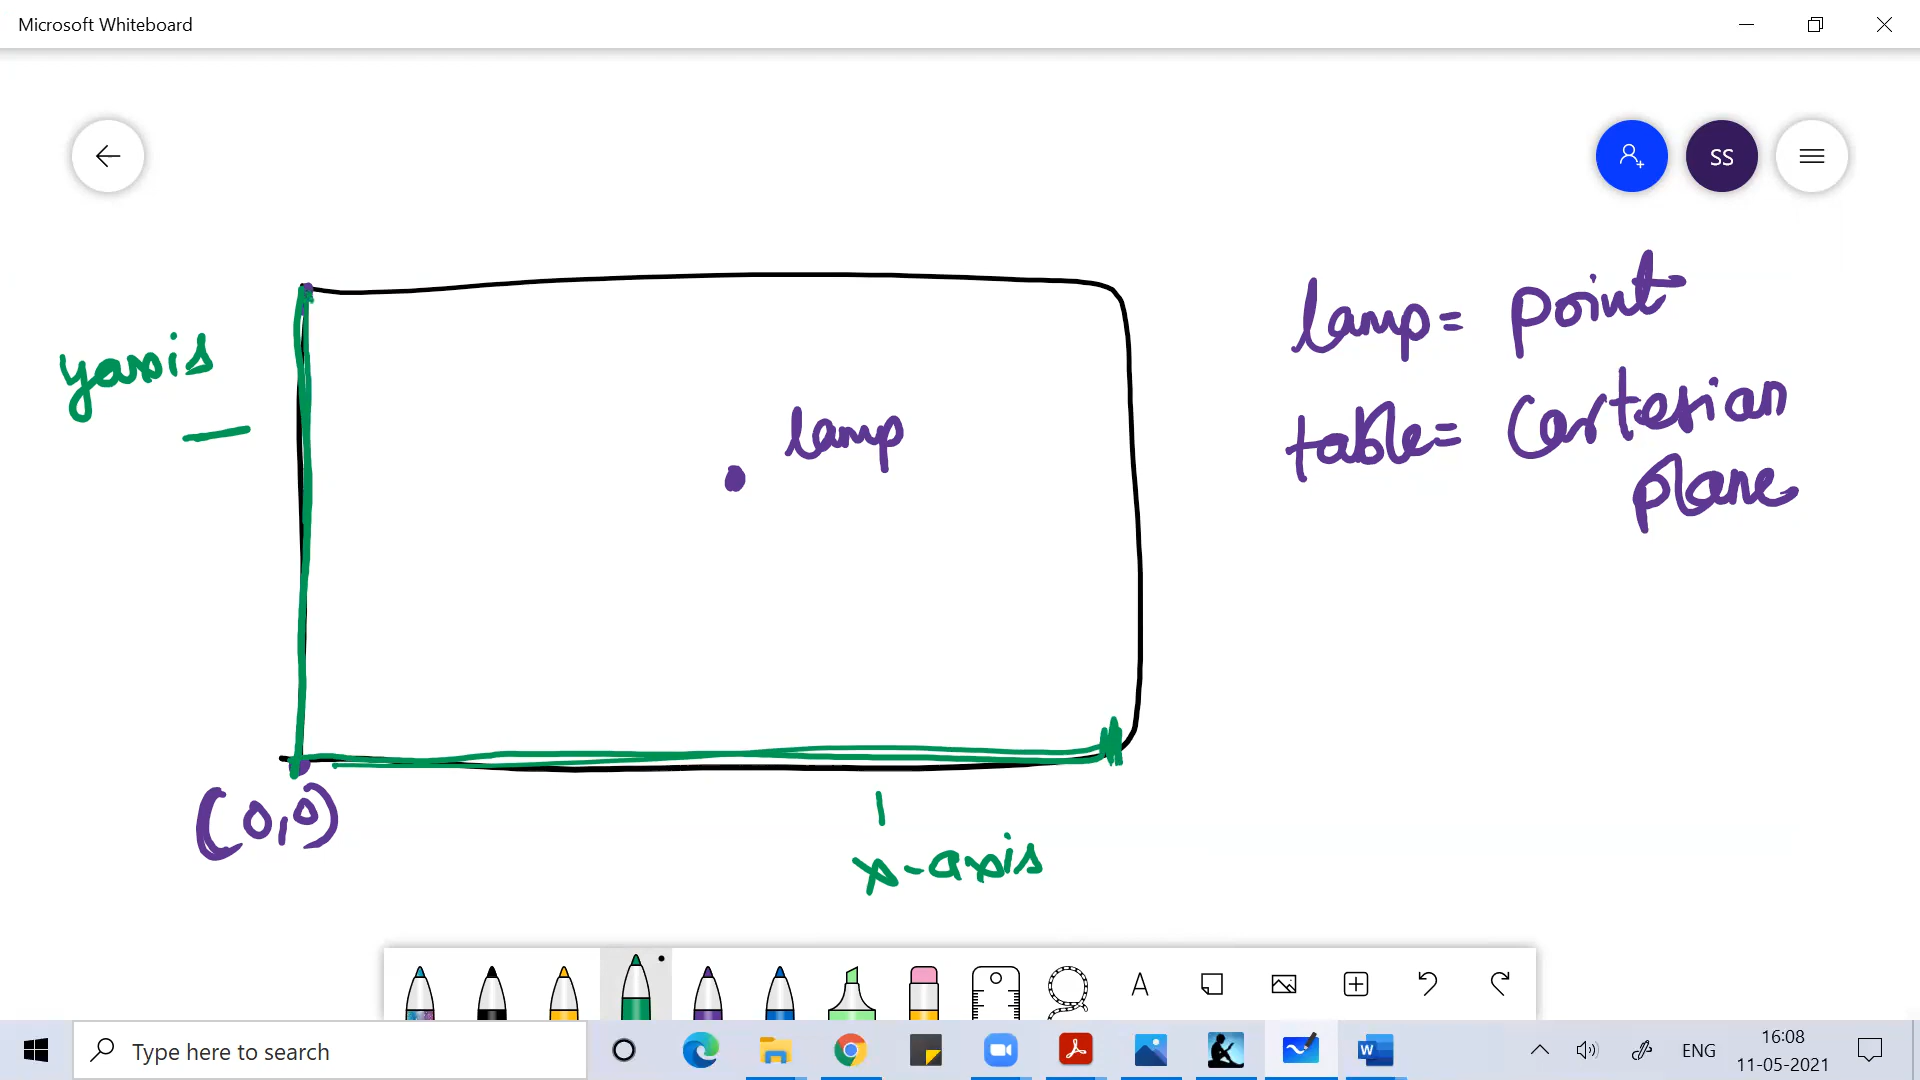 Microsoft Whiteboard
SS
lamp= point
yaxis
table= Cartesian
plane
lamp
(0,0)
x-axis
A
Type here to search
W
ENG
16:08
11-05-2021